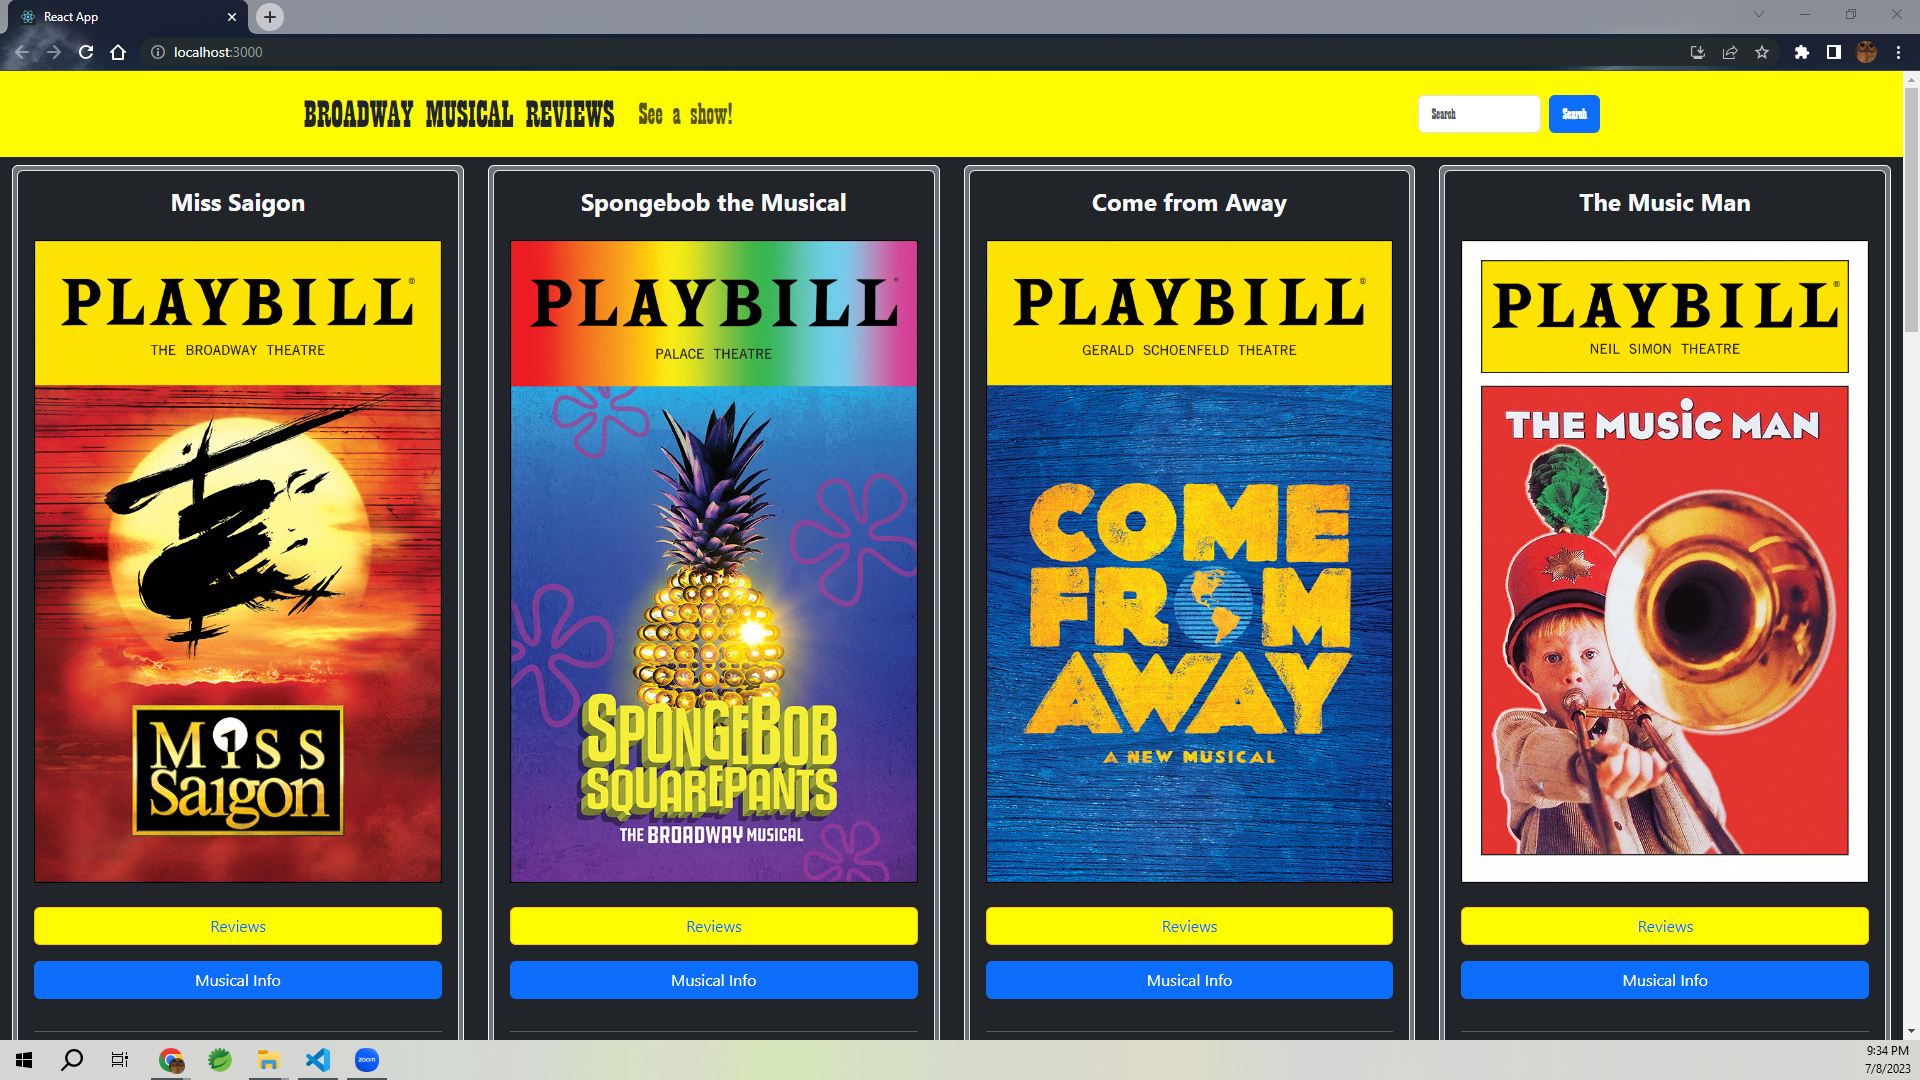 React App
localhost:3000
BROADWAY MUSICAL REVIEWS See a show!
Search Search
Miss Saigon
PLAYBILL®
THE BROADWAY THEATRE
MISS
Saigon
Reviews
Musical Info
Spongebob the Musical
PLAYBILL®
PALACE THEATRE
SPONGEBOB
SQUAREPANTS
THE BROADWAY MUSICAL
Reviews
Musical Info
Come from Away
PLAYBILL®
GERALD SCHOENFELD THEATRE
COME
FROM
AWAY
A NEW MUSICAL
Reviews
Musical Info
The Music Man
PLAYBILL®
NEIL SIMON THEATRE
THE MUSiC MAN
Reviews
Musical Info
zoom
9:34 PM
7/8/2023